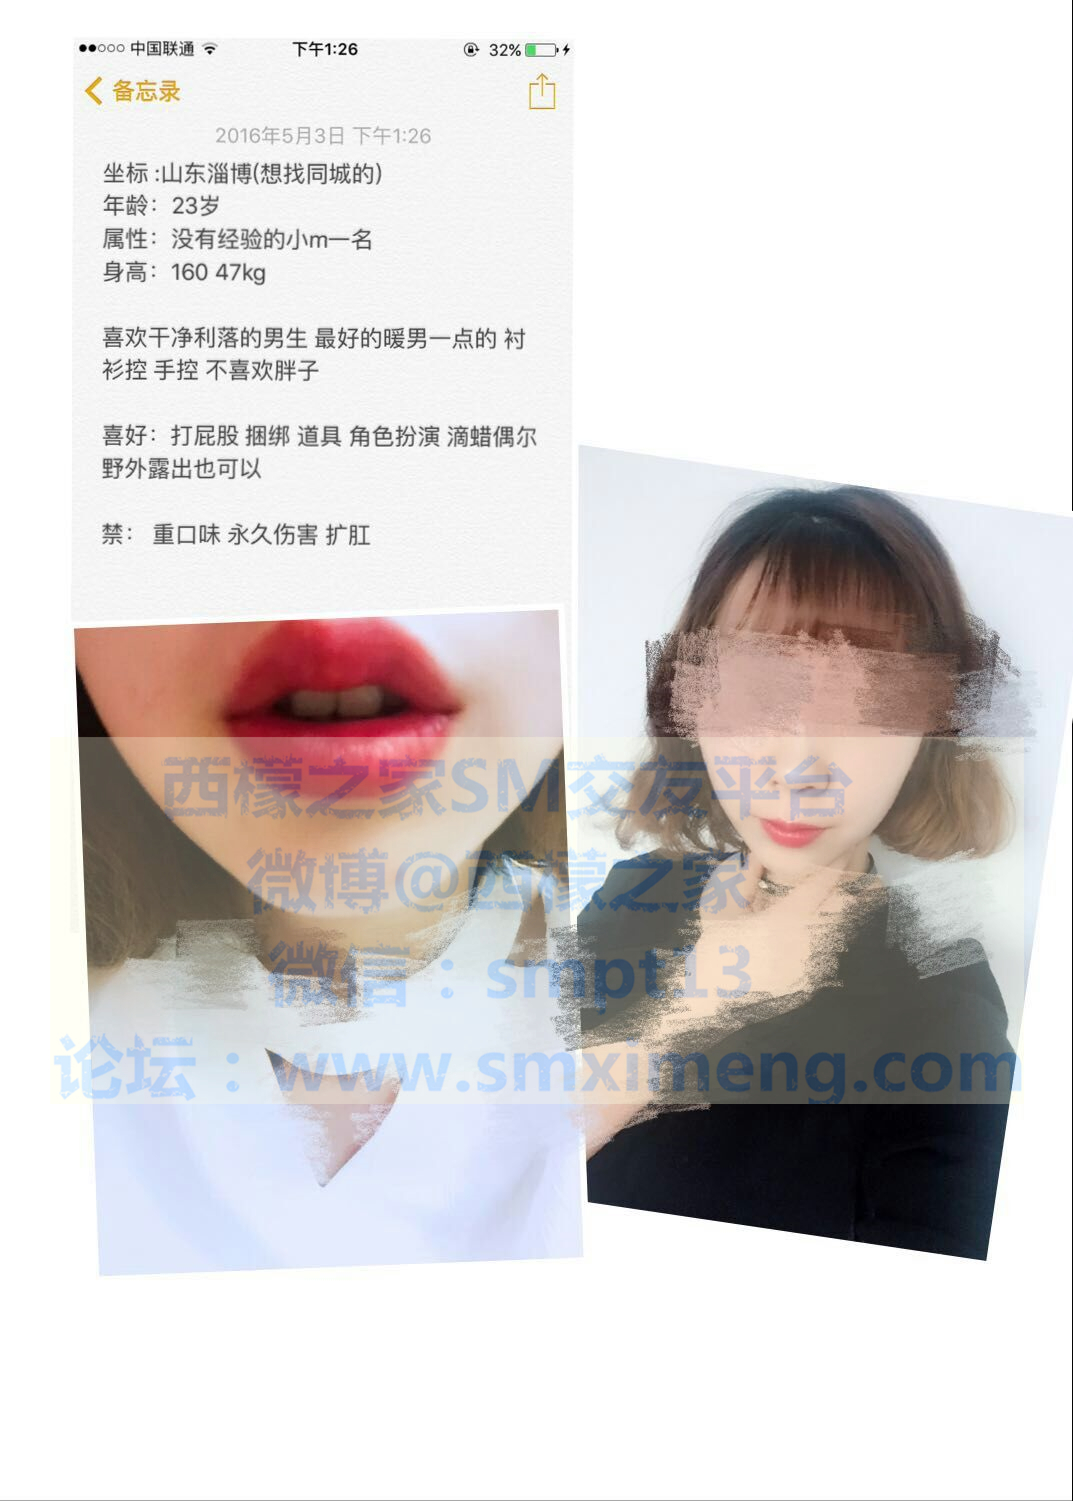 中国联通 下午1:26 32%
备忘录
2016年5月3日 下午1:26
坐标 :山东淄博(想找同城的)
年龄：23岁
属性：没有经验的小m一名
身高：160 47kg
喜欢干净利落的男生 最好的暖男一点的 衬
衫控 手控 不喜欢胖子
喜好：打屁股 捆绑 道具 角色扮演 滴蜡偶尔
野外露出也可以
禁： 重口味 永久伤害 扩肛
西檬之家SM交友平台
微博@西檬之家
微信：smpt13
论坛：www.smximeng.com